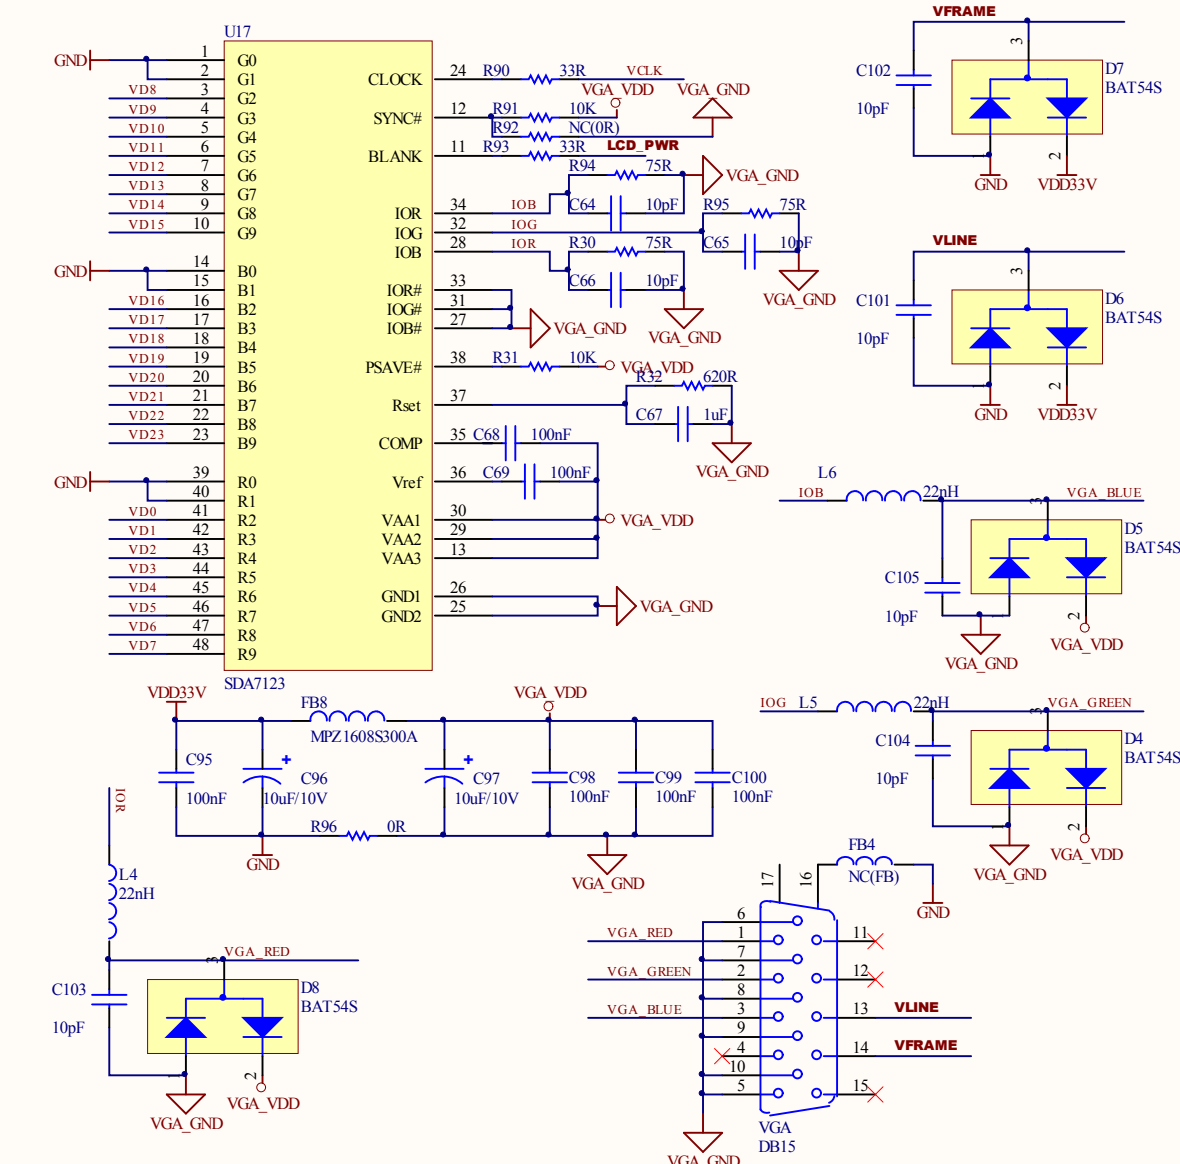 U17
GND 1 G0
2 G1
VD8 3 G2
VD9 4 G3
VD10 5 G4
VD11 6 G5
VD12 7 G6
VD13 8 G7
VD14 9 G8
VD15 10 G9
GND 14 B0
15 B1
VD16 16 B2
VD17 17 B3
VD18 18 B4
VD19 19 B5
VD20 20 B6
VD21 21 B7
VD22 22 B8
VD23 23 B9
GND 39 R0
40 R1
VD0 41 R2
VD1 42 R3
VD2 43 R4
VD3 44 R5
VD4 45 R6
VD5 46 R7
VD6 47 R8
VD7 48 R9
SDA7123
CLOCK 24 R90 33R VCLK
VGA_VDD VGA_GND
SYNC# 12 R91 10K
R92 NC(0R)
BLANK 11 R93 33R LCD_PWR
R94 75R VGA_GND
IOR 34 IOB C64 10pF
R95 75R
IOG 32 IOG
IOB 28 IOR R30 75R C65 10pF
C66 10pF VGA_GND
IOR# 33
IOG# 31
IOB# 27 VGA_GND
VGA_GND
PSAVE# 38 R31 10K VGA_VDD
R32 620R
Rset 37 C67 1uF
VGA_GND
COMP 35 C68 100nF
Vref 36 C69 100nF
VAA1 30 VGA_VDD
VAA2 29
VAA3 13
GND1 26 VGA_GND
GND2 25
VFRAME
3
C102 10pF
D7
BAT54S
1 2
GND VDD33V
VLINE
3
C101 10pF
D6
BAT54S
1 2
GND VDD33V
L6
IOB 22nH VGA_BLUE
3
D5
BAT54S
C105
10pF
1 2
VGA_GND VGA_VDD
IOG L5 22nH VGA_GREEN
3
D4
BAT54S
C104
10pF
1 2
VGA_GND VGA_VDD
VDD33V FB8 VGA_VDD
MPZ1608S300A
C95 100nF
C96 10uF/10V
C97 10uF/10V
C98 100nF
C99 100nF
C100 100nF
R96 0R
GND VGA_GND
IOR
L4
22nH
VGA_RED
3
C103
10pF
D8
BAT54S
1 2
VGA_GND VGA_VDD
FB4
NC(FB)
GND
17 16
6
VGA_RED 1 11
7
VGA_GREEN 2 12
8
VGA_BLUE 3 13 VLINE
9
4 14 VFRAME
10
5 15
VGA
DB15
VGA_GND